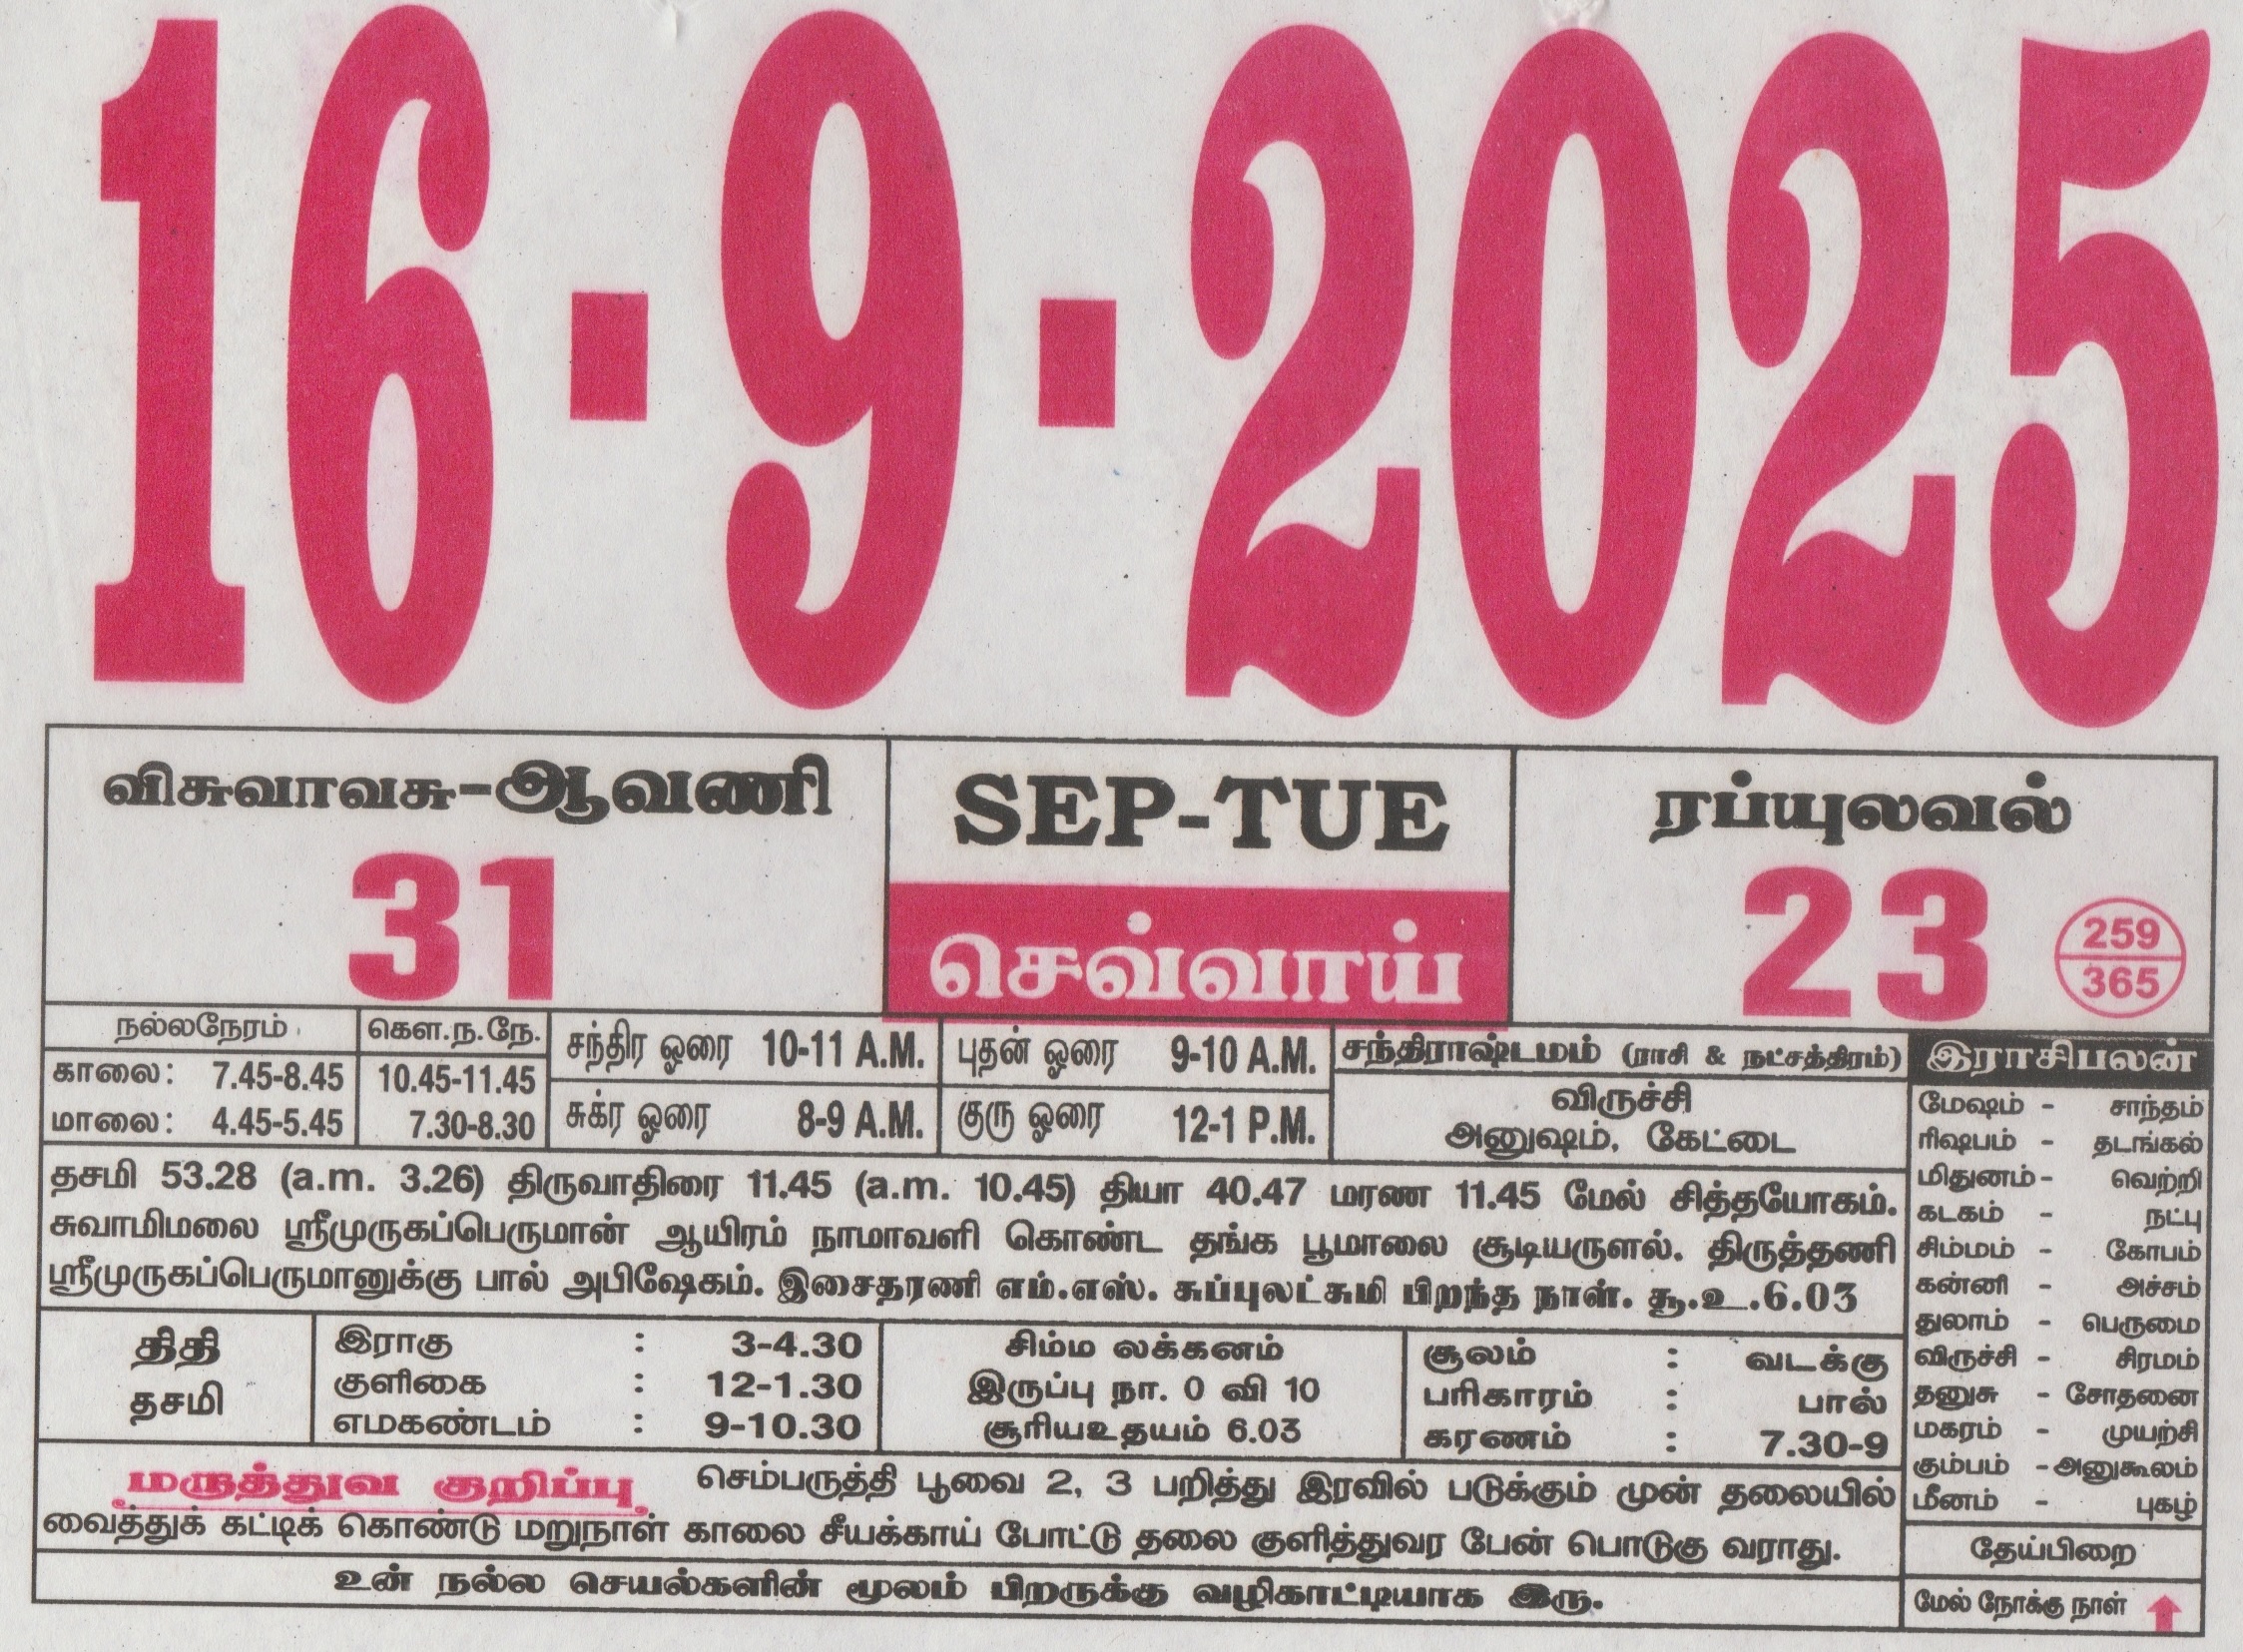 16-9-2025
விசுவாவசு-ஆவணி
31
SEP-TUE
செவ்வாய்
ரப்யுலவல்
23
259
365
நல்லநேரம்
காலை: 7.45-8.45
மாலை: 4.45-5.45
கௌ.ந.நே.
10.45-11.45
7.30-8.30
சந்திர ஓரை 10-11 A.M.
சுக்ர ஓரை 8-9 A.M.
புதன் ஓரை 9-10 A.M.
குரு ஓரை 12-1 P.M.
சந்திராஷ்டமம் (ராசி & நட்சத்திரம்)
விருச்சி
அனுஷம், கேட்டை
தசமி 53.28 (a.m. 3.26) திருவாதிரை 11.45 (a.m. 10.45) தியா 40.47 மரண 11.45 மேல் சித்தயோகம்.
சுவாமிமலை ஸ்ரீமுருகப்பெருமான் ஆயிரம் நாமாவளி கொண்ட தங்க பூமாலை சூடியருளல். திருத்தணி
ஸ்ரீமுருகப்பெருமானுக்கு பால் அபிஷேகம். இசைதரணி எம்.எஸ். சுப்புலட்சுமி பிறந்த நாள். சூ.உ.6.03
திதி
தசமி
இராகு : 3-4.30
குளிகை : 12-1.30
எமகண்டம் : 9-10.30
சிம்ம லக்கனம்
இருப்பு நா. 0 வி 10
சூரியஉதயம் 6.03
சூலம் : வடக்கு
பரிகாரம் : பால்
கரணம் : 7.30-9
மருத்துவ குறிப்பு செம்பருத்தி பூவை 2, 3 பறித்து இரவில் படுக்கும் முன் தலையில்
வைத்துக் கட்டிக் கொண்டு மறுநாள் காலை சீயக்காய் போட்டு தலை குளித்துவர பேன் பொடுகு வராது.
உன் நல்ல செயல்களின் மூலம் பிறருக்கு வழிகாட்டியாக இரு.
இராசிபலன்
மேஷம் - சாந்தம்
ரிஷபம் - தடங்கல்
மிதுனம் - வெற்றி
கடகம் - நட்பு
சிம்மம் - கோபம்
கன்னி - அச்சம்
துலாம் - பெருமை
விருச்சி - சிரமம்
தனுசு - சோதனை
மகரம் - முயற்சி
கும்பம் - அனுகூலம்
மீனம் - புகழ்
தேய்பிறை
மேல் நோக்கு நாள்